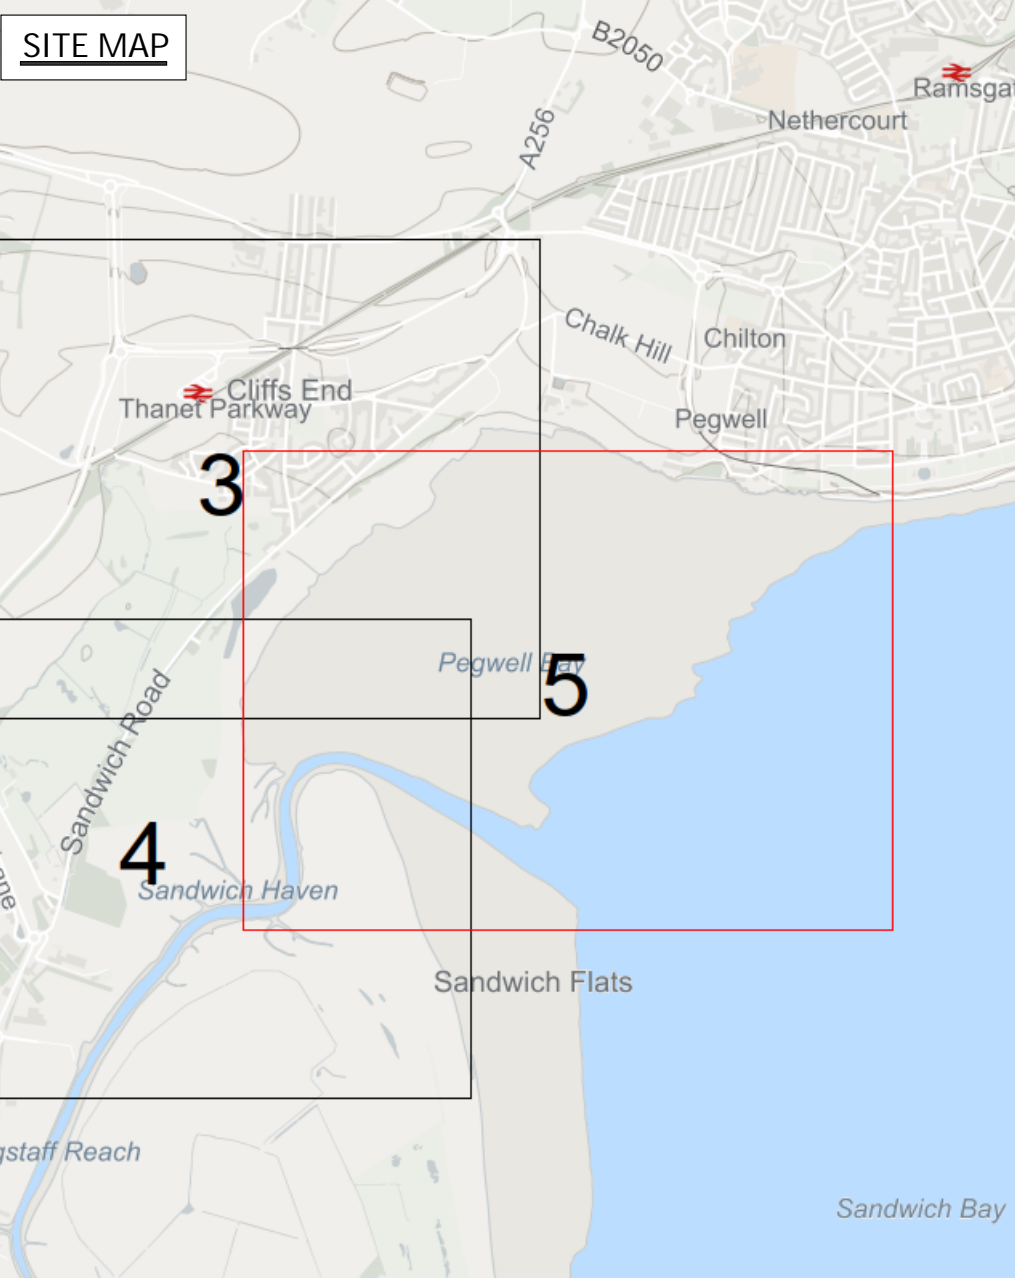 SITE MAP
B2050
Ramsgat
A256
Nethercourt
Chalk Hill
Chilton
Cliffs End
Thanet Parkway
Pegwell
3
Pegwell Bay
5
Sandwich Road
4
ane
Sandwich Haven
Sandwich Flats
gstaff Reach
Sandwich Bay